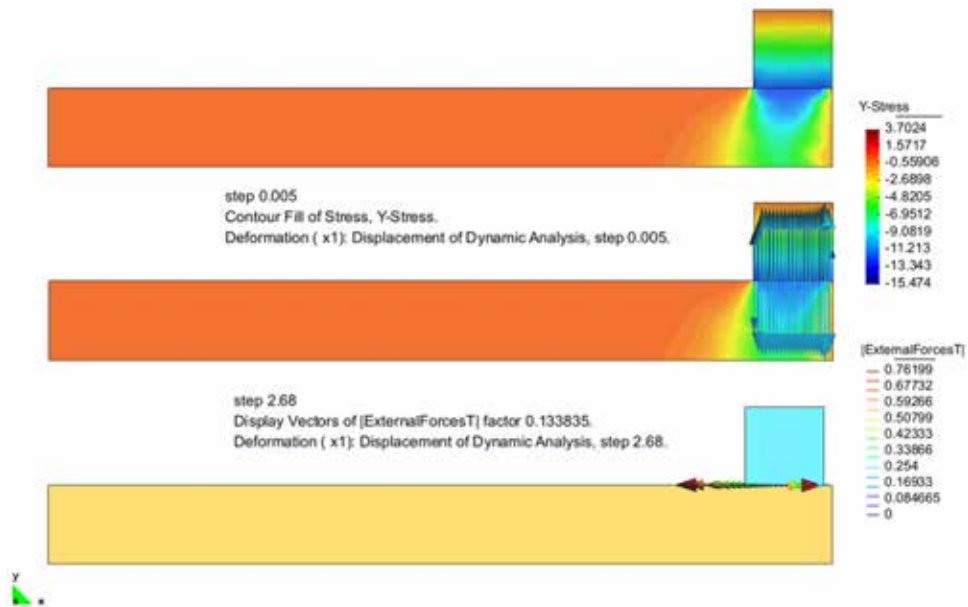 Y-Stress
3.7024
1.5717
-0.55906
-2.6898
-4.8205
-6.9512
-9.0819
-11.213
-13.343
-15.474
step 0.005
Contour Fill of Stress, Y-Stress.
Deformation ( x1): Displacement of Dynamic Analysis, step 0.005.
|ExternalForcesT|
0.76199
0.67732
0.59266
0.50799
0.42333
0.33866
0.254
0.16933
0.084665
0
step 2.68
Display Vectors of |ExternalForcesT| factor 0.133835.
Deformation ( x1): Displacement of Dynamic Analysis, step 2.68.
y
x